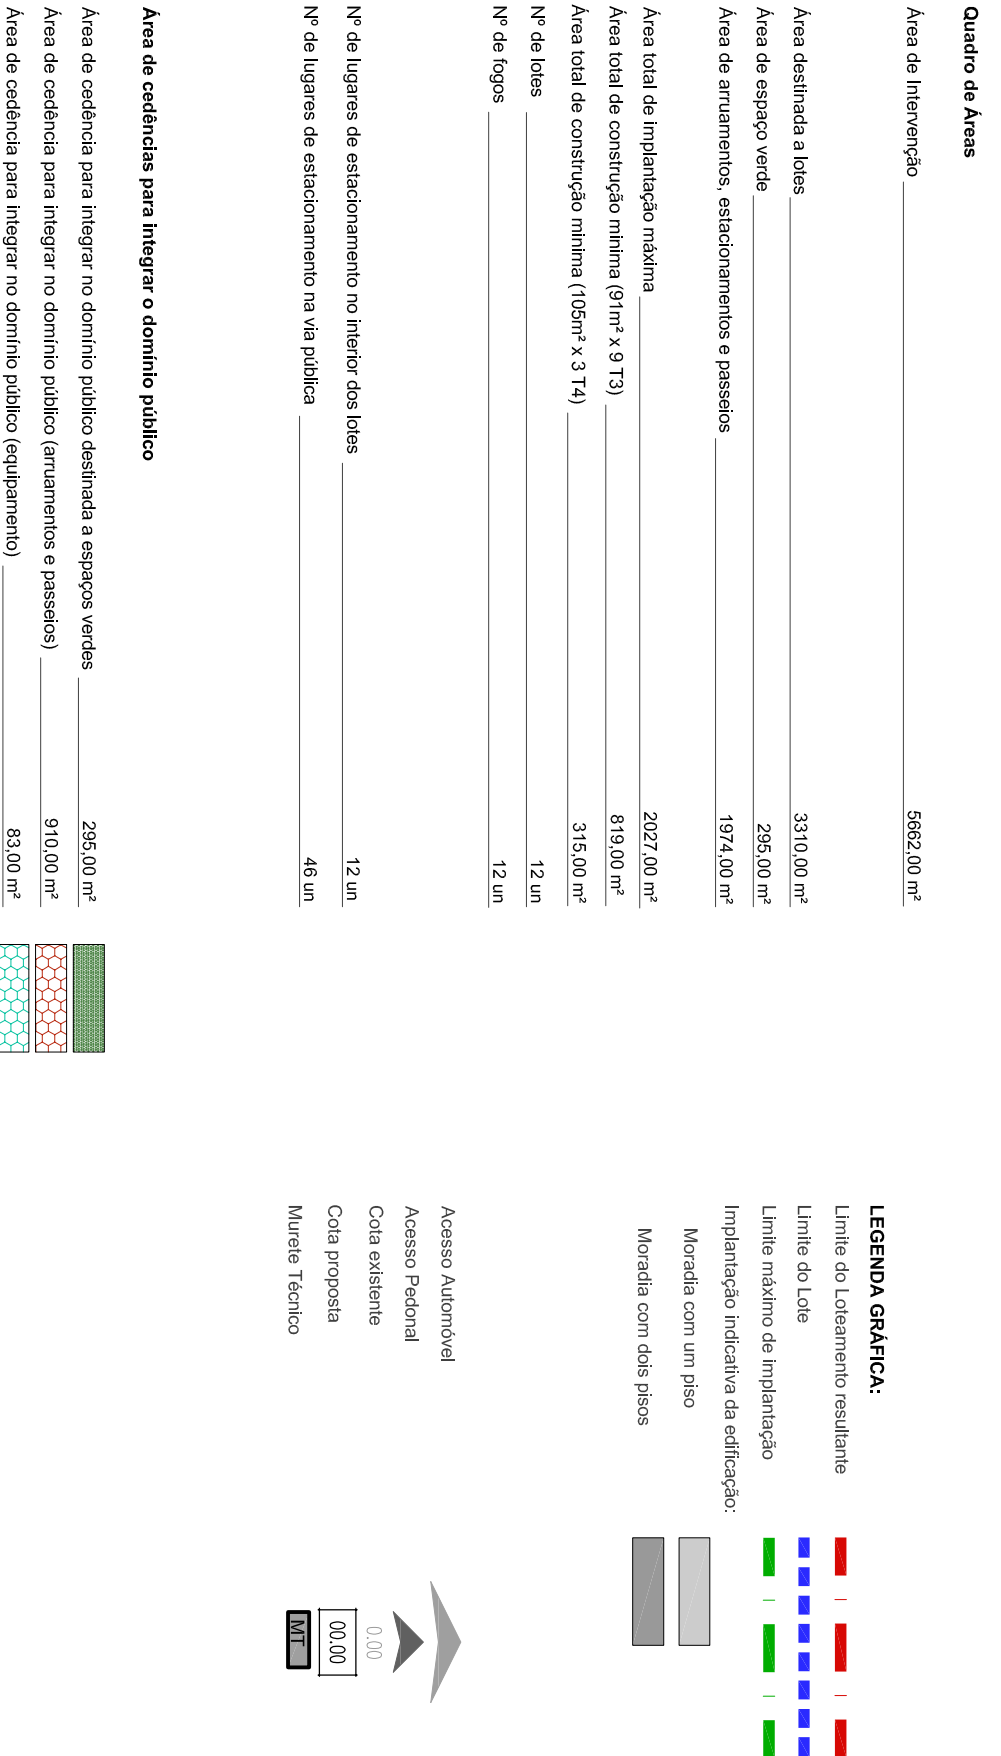 Quadro de Áreas
Área de Intervenção 5662,00 m²
Área destinada a lotes 3310,00 m²
Área de espaço verde 295,00 m²
Área de arruamentos, estacionamentos e passeios 1974,00 m²
Área total de implantação máxima 2027,00 m²
Área total de construção minima (91m² x 9 T3) 819,00 m²
Área total de construção minima (105m² x 3 T4) 315,00 m²
Nº de lotes 12 un
Nº de fogos 12 un
Nº de lugares de estacionamento no interior dos lotes 12 un
Nº de lugares de estacionamento na via pública 46 un
Área de cedências para integrar o domínio público
Área de cedência para integrar no domínio público destinada a espaços verdes 295,00 m²
Área de cedência para integrar no domínio público (arruamentos e passeios) 910,00 m²
Área de cedência para integrar no domínio público (equipamento) 83,00 m²
LEGENDA GRÁFICA:
Limite do Loteamento resultante
Limite do Lote
Limite máximo de implantação
Implantação indicativa da edificação:
Moradia com um piso
Moradia com dois pisos
Acesso Automóvel
Acesso Pedonal
Cota existente 0.00
Cota proposta 00.00
Murete Técnico MT